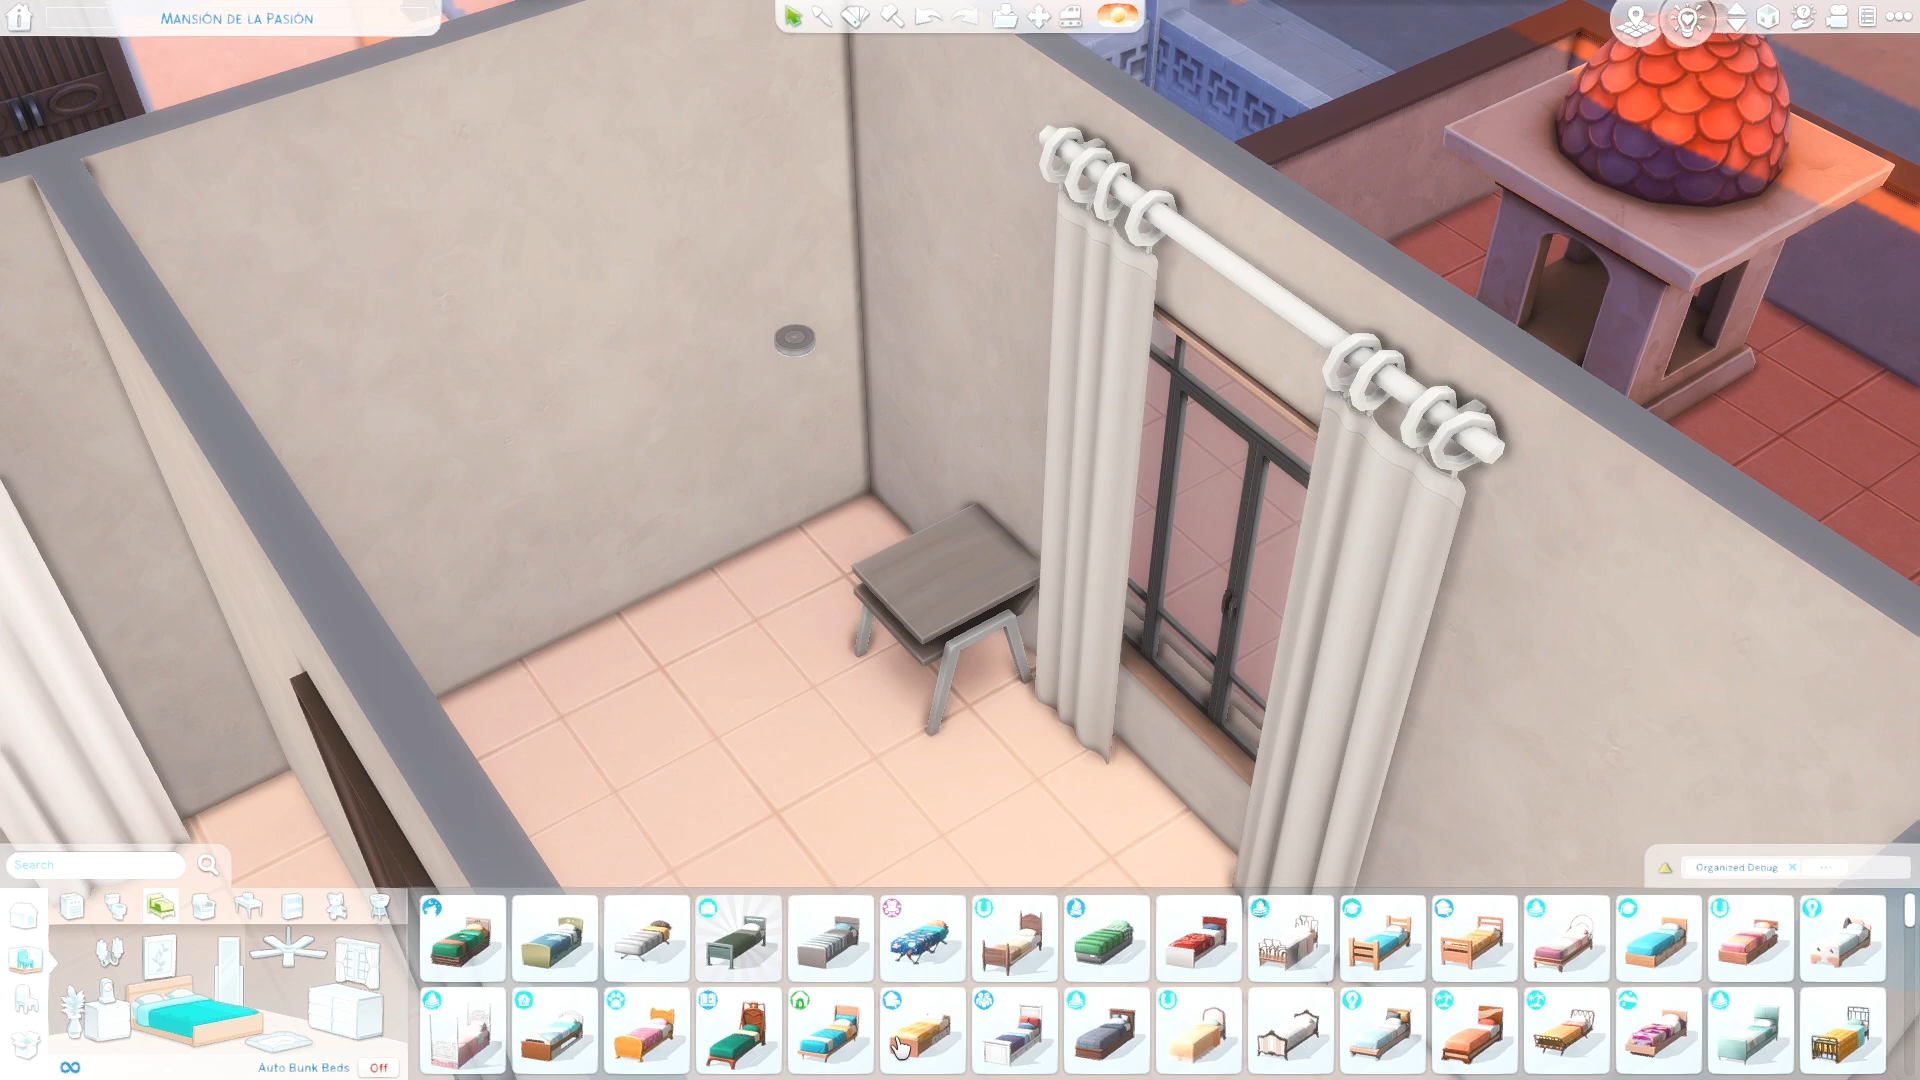 MANSIÓN DE LA PASIÓN
Search
Organized Debug
Auto Bunk Beds Off